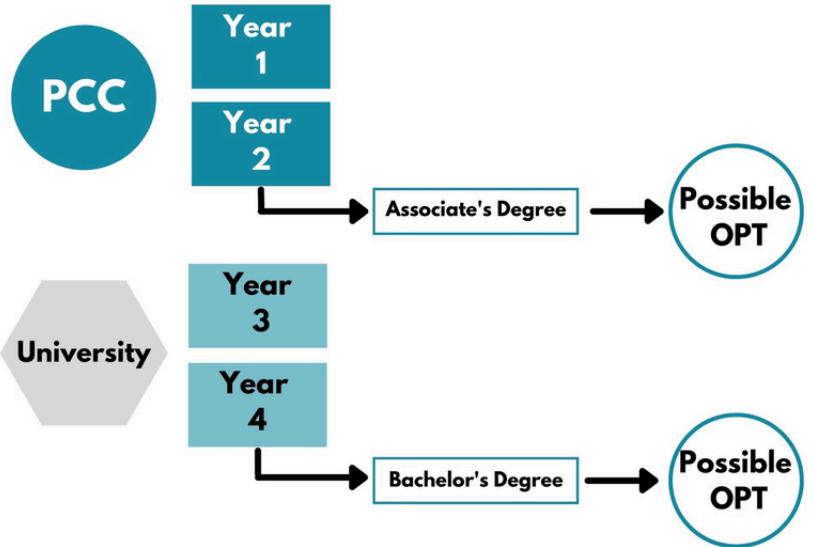 PCC
Year
1
Year
2
Associate's Degree
Possible
OPT
University
Year
3
Year
4
Bachelor's Degree
Possible
OPT